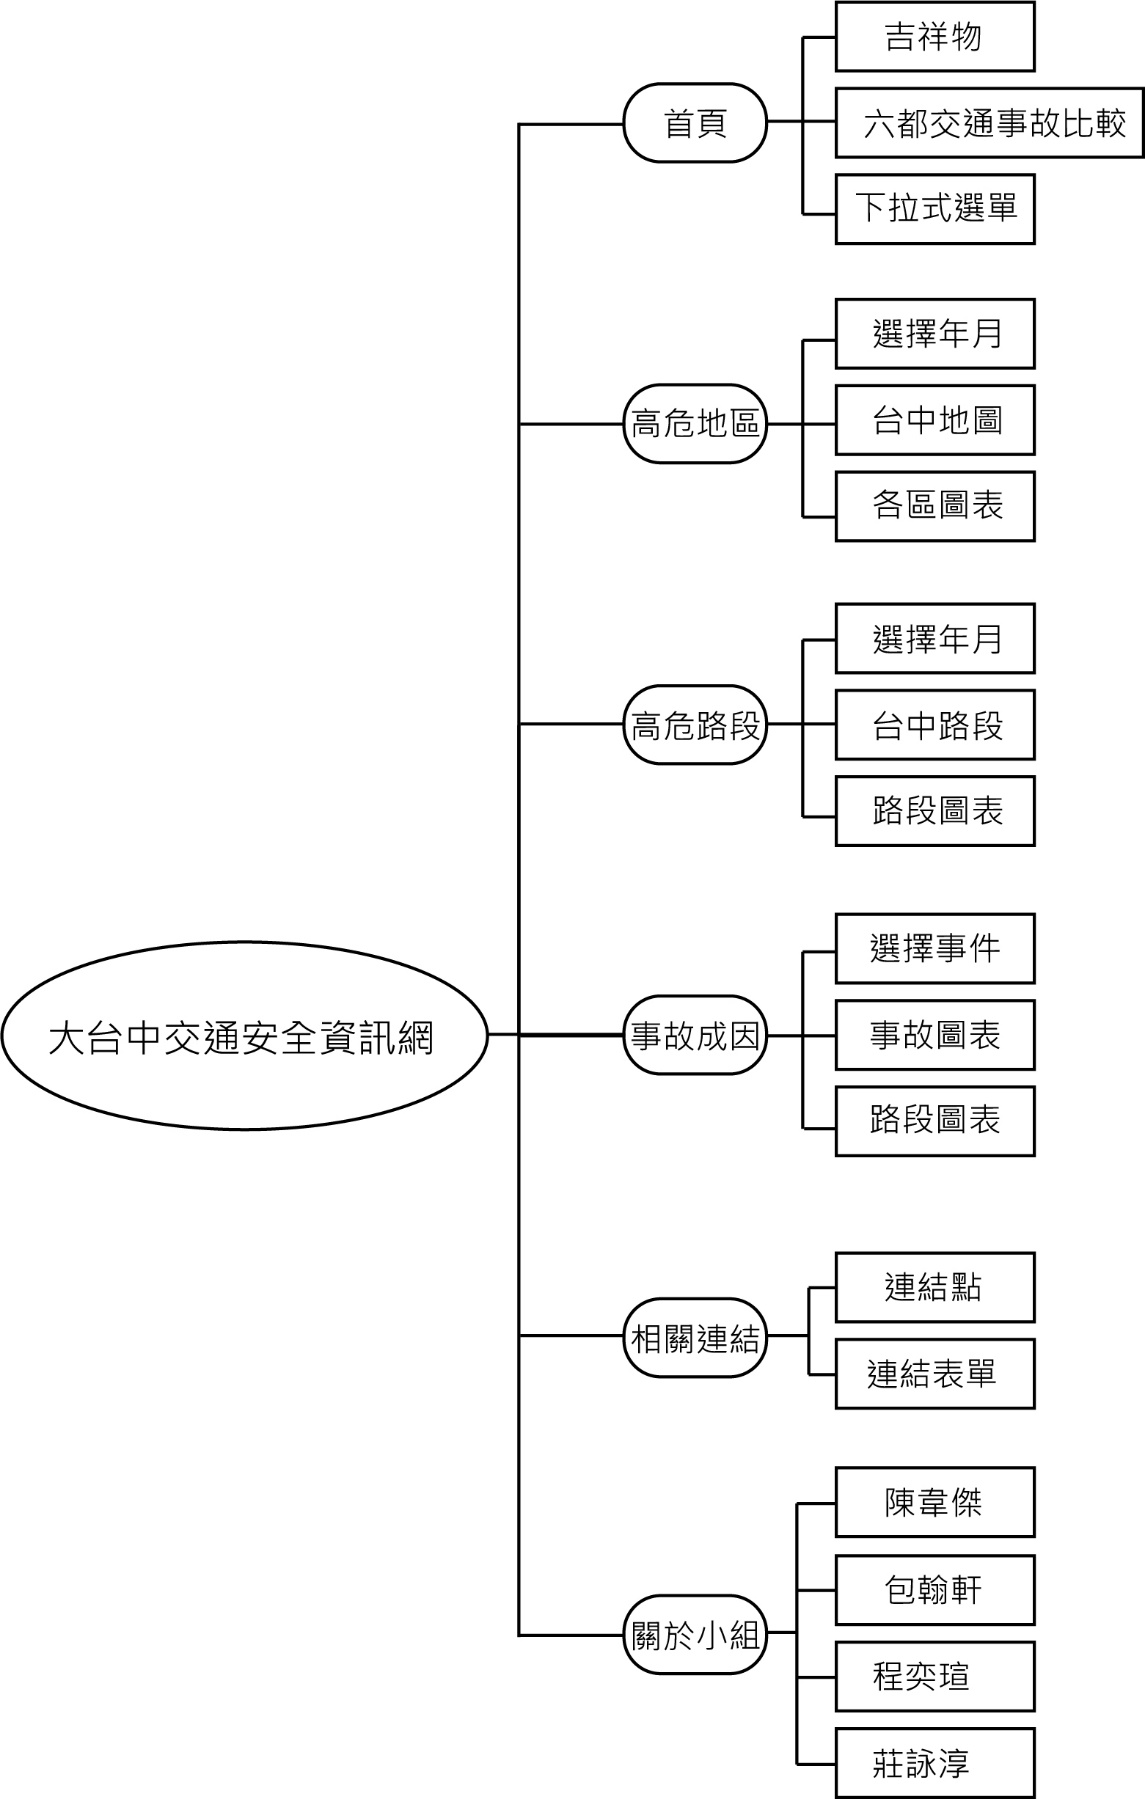 大台中交通安全資訊網
首頁
吉祥物
六都交通事故比較
下拉式選單
高危地區
選擇年月
台中地圖
各區圖表
高危路段
選擇年月
台中路段
路段圖表
事故成因
選擇事件
事故圖表
路段圖表
相關連結
連結點
連結表單
關於小組
陳韋傑
包翰軒
程奕瑄
莊詠淳